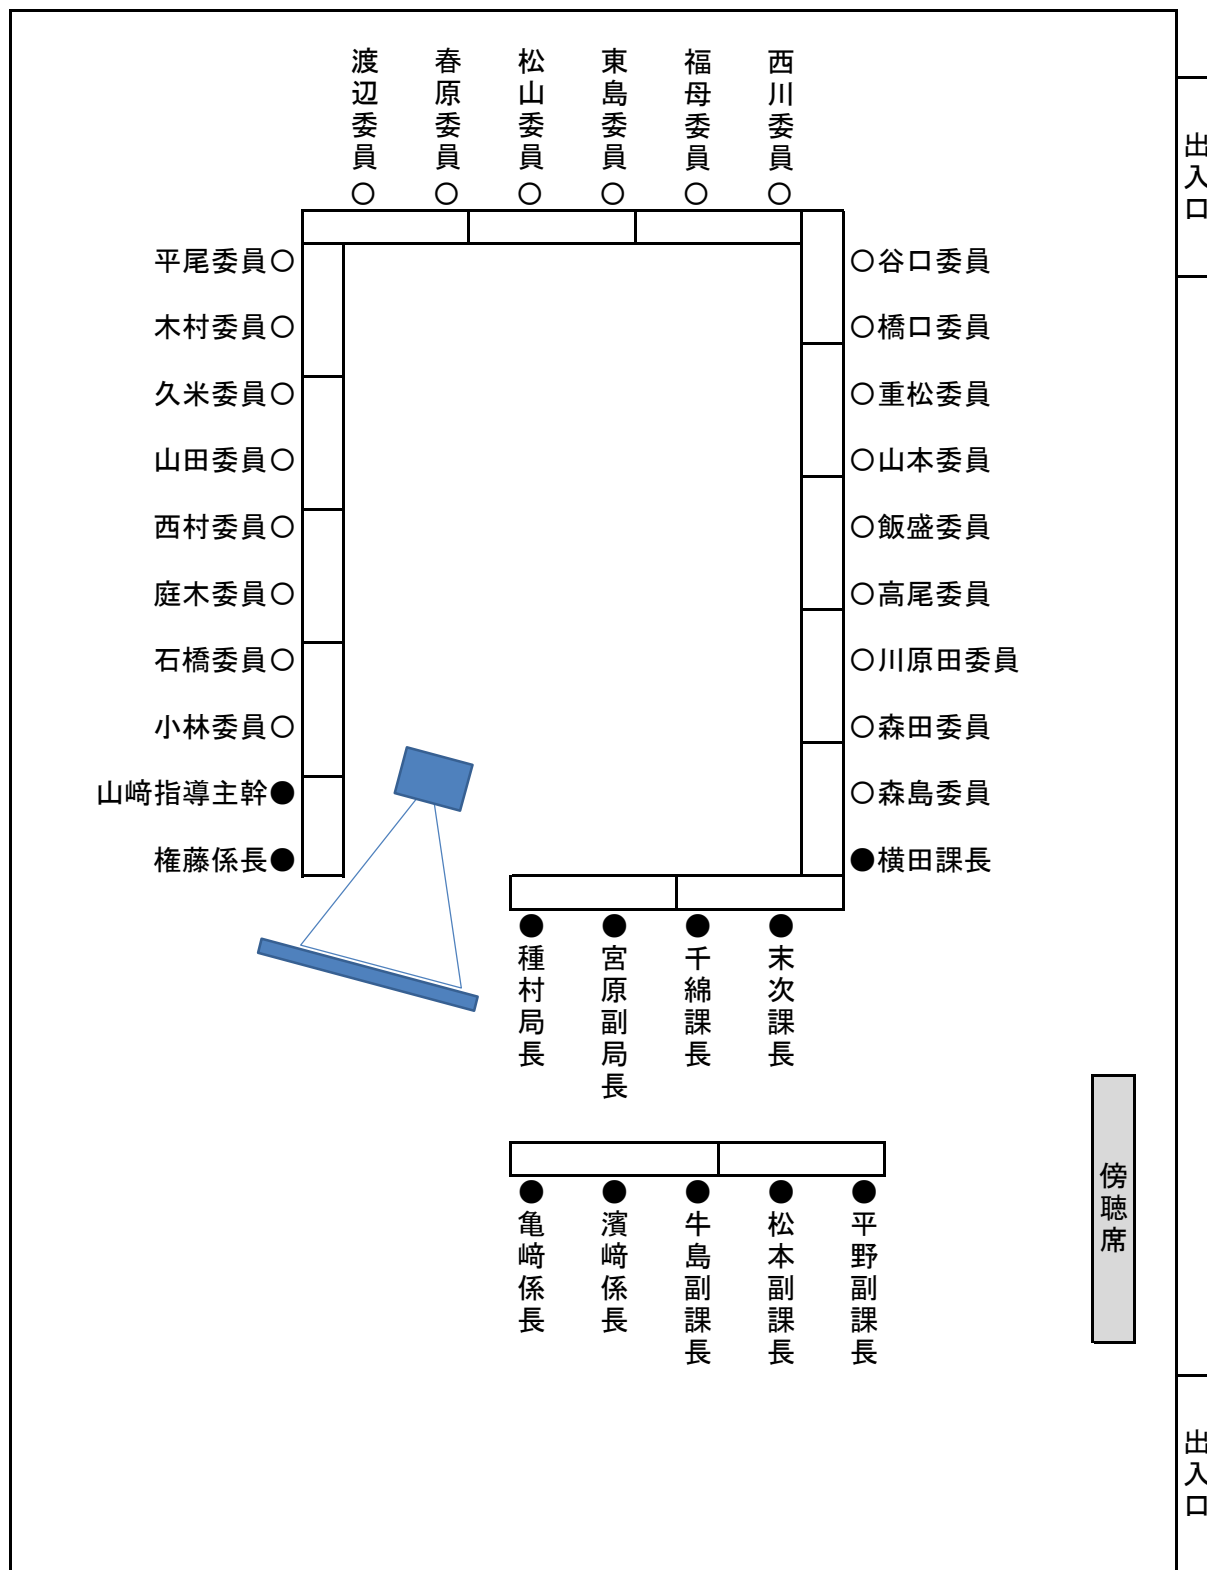 渡辺委員
春原委員
松山委員
東島委員
福母委員
西川委員
出入口
平尾委員○
○谷口委員
木村委員○
○橋口委員
久米委員○
○重松委員
山田委員○
○山本委員
西村委員○
○飯盛委員
庭木委員○
○高尾委員
石橋委員○
○川原田委員
小林委員○
○森田委員
山﨑指導主幹●
○森島委員
権藤係長●
●横田課長
種村局長
宮原副局長
千綿課長
末次課長
亀﨑係長
濱﨑係長
牛島副課長
松本副課長
平野副課長
傍聴席
出入口